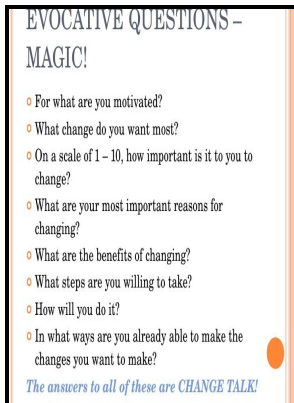 EVOCATIVE QUESTIONS –
MAGIC!
For what are you motivated?
What change do you want most?
On a scale of 1 – 10, how important is it to you to
change?
What are your most important reasons for
changing?
What are the benefits of changing?
What steps are you willing to take?
How will you do it?
In what ways are you already able to make the
changes you want to make?
The answers to all of these are CHANGE TALK!